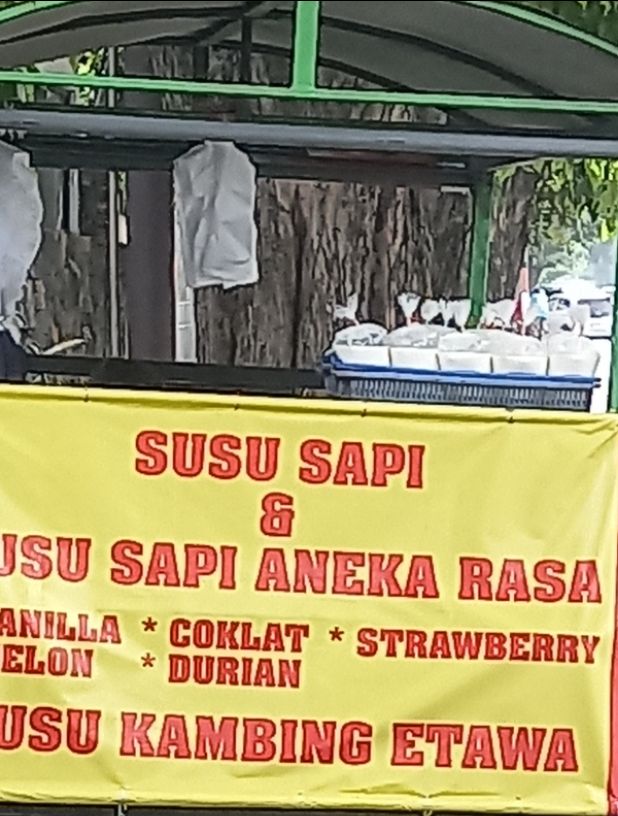 SUSU SAPI
&
USU SAPI ANEKA RASA
ANILLA * COKLAT * STRAWBERRY
ELON * DURIAN
USU KAMBING ETAWA